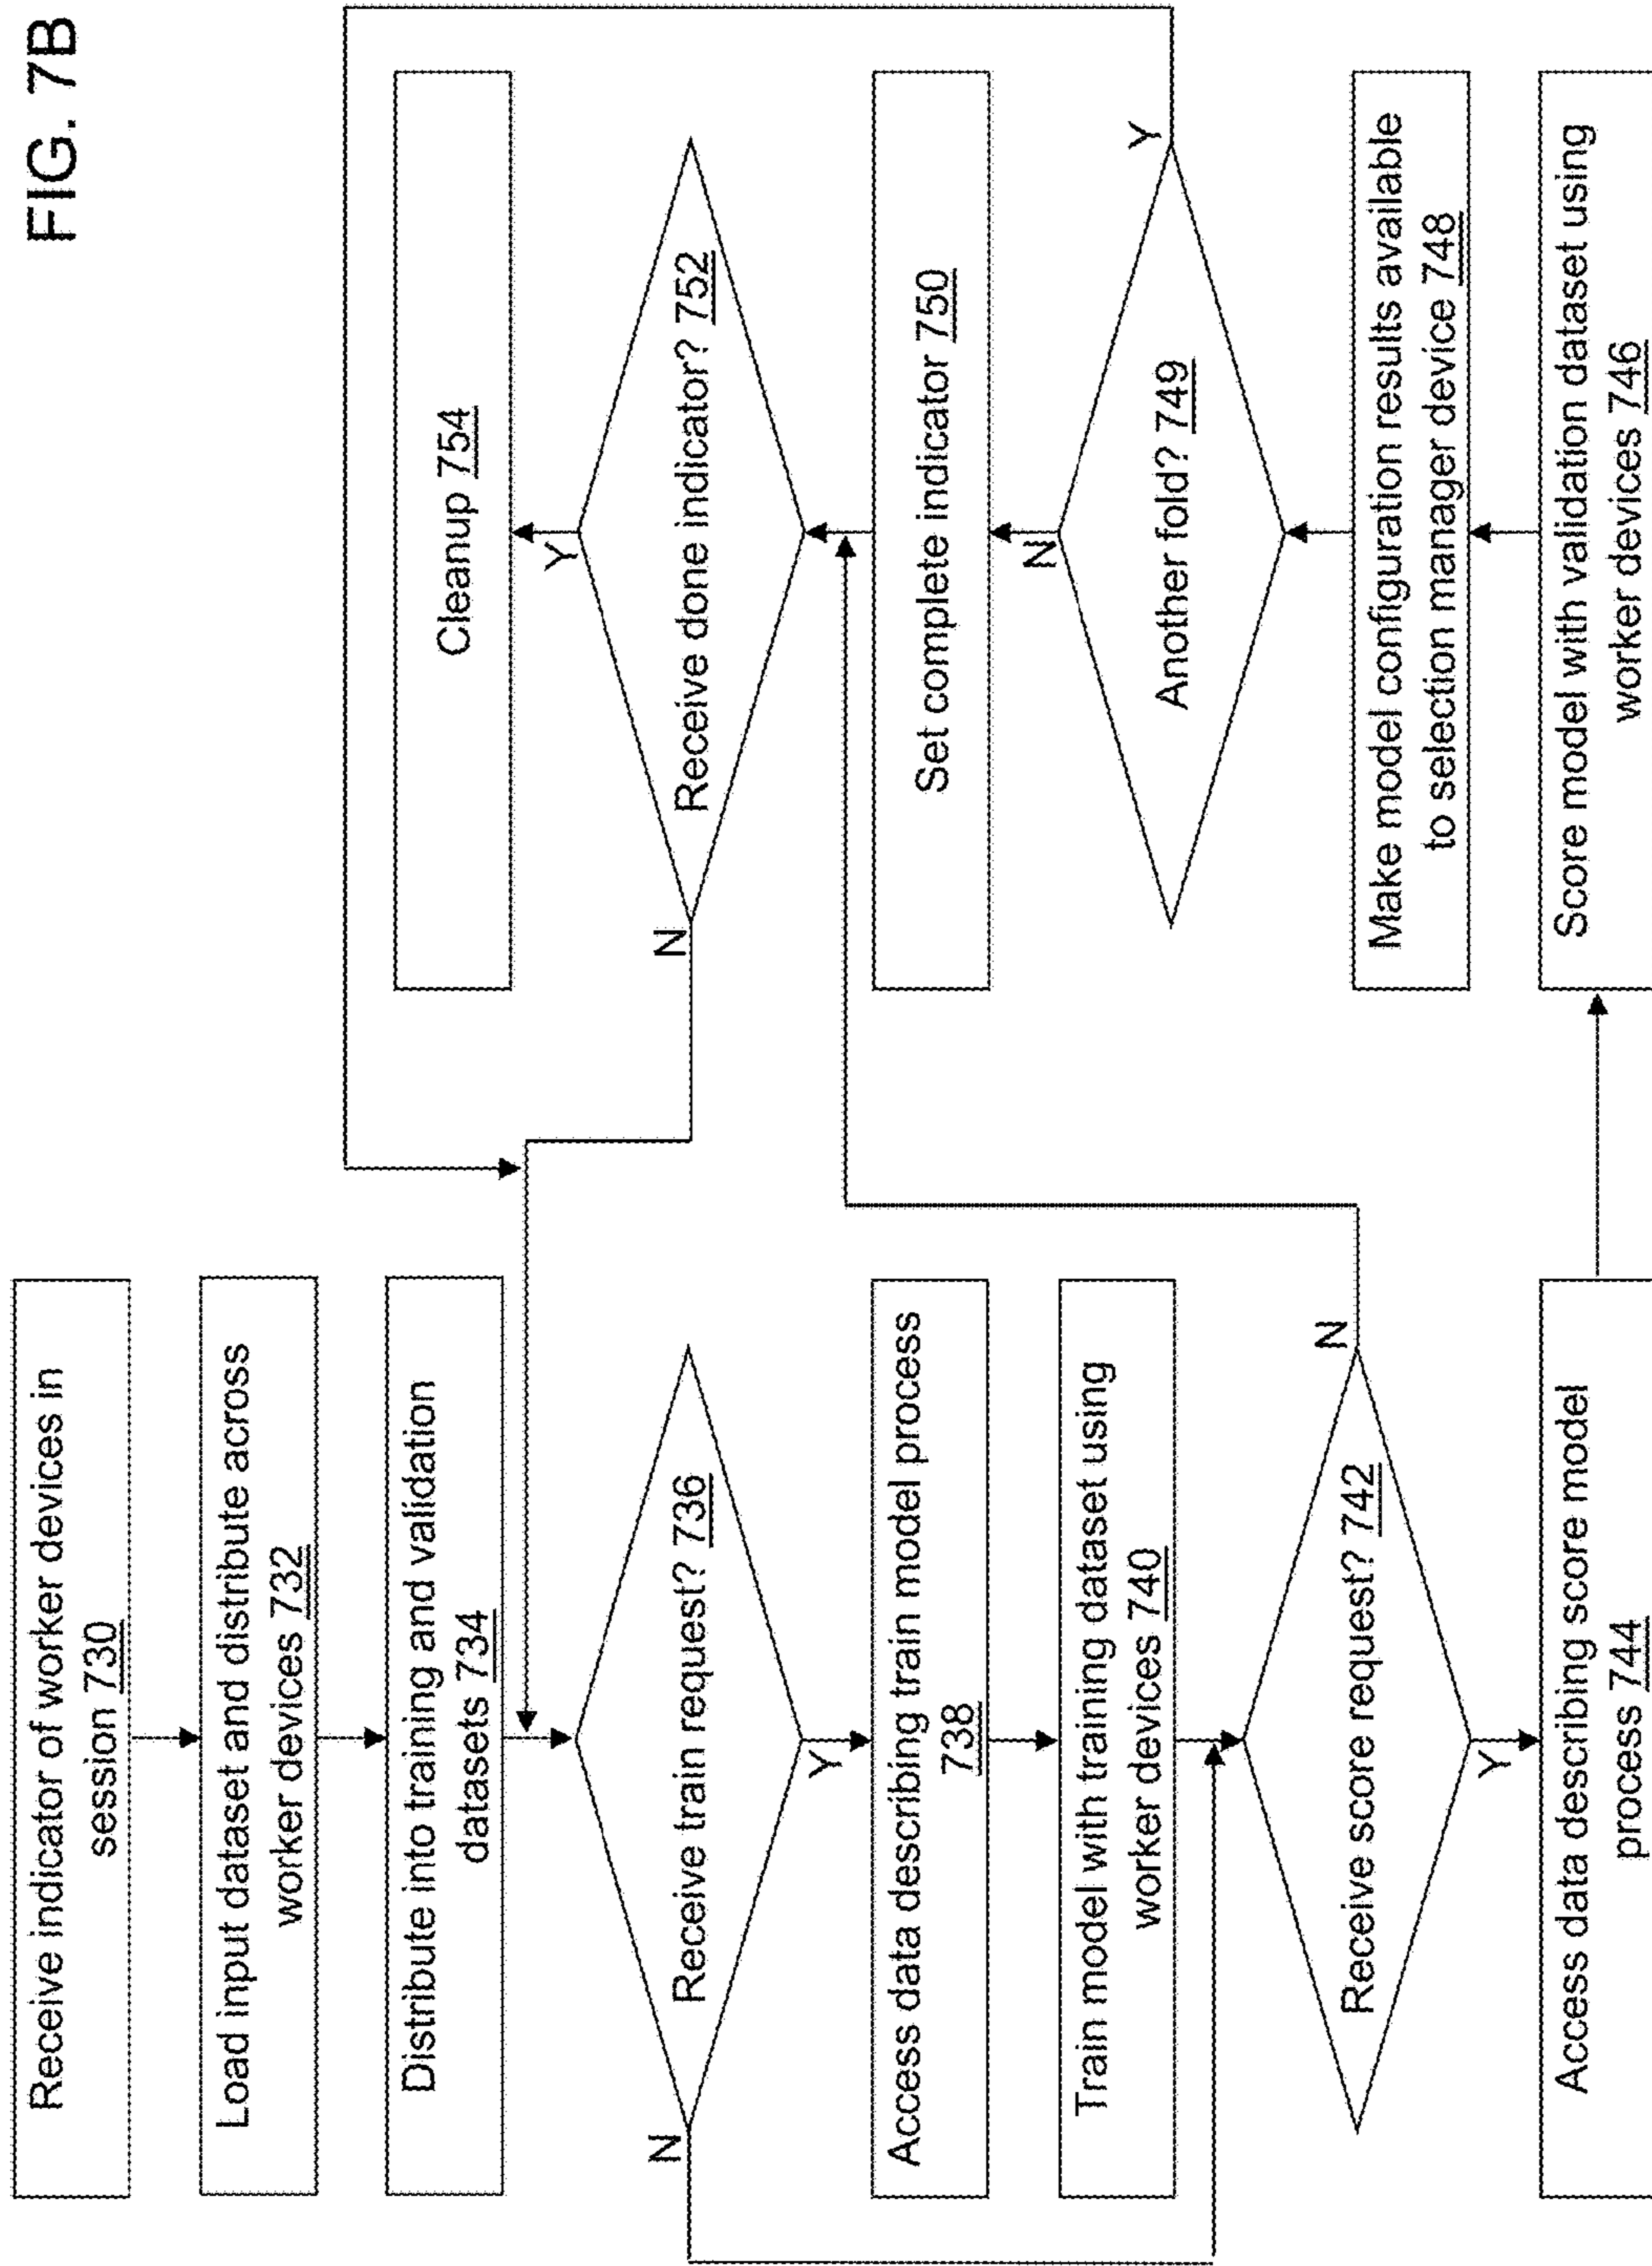 FIG. 7B
Receive indicator of worker devices in
session 730
Load input dataset and distribute across
worker devices 732
Distribute into training and validation
datasets 734
Receive train request? 736
N
Y
Access data describing train model process
738
Train model with training dataset using
worker devices 740
Receive score request? 742
N
Y
Access data describing score model
process 744
Score model with validation dataset using
worker devices 746
Make model configuration results available
to selection manager device 748
Another fold? 749
Y
N
Set complete indicator 750
Receive done indicator? 752
N
Y
Cleanup 754